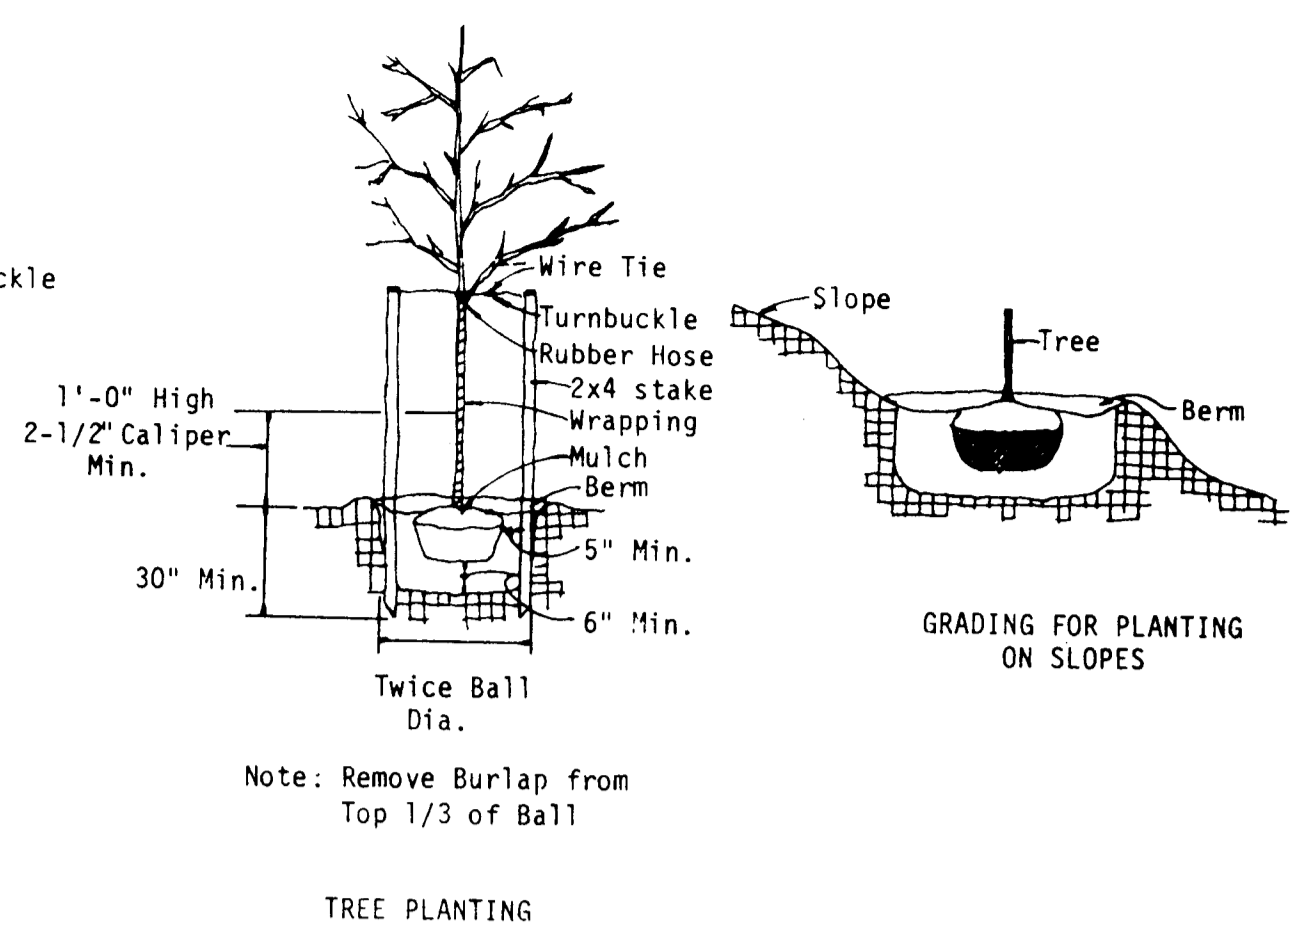 ckle
Wire Tie
Turnbuckle
Rubber Hose
2x4 stake
1'-0" High
2-1/2" Caliper
Min.
Wrapping
Mulch
Berm
5" Min.
30" Min.
6" Min.
Twice Ball
Dia.
Note: Remove Burlap from
Top 1/3 of Ball
TREE PLANTING
Slope
Tree
Berm
GRADING FOR PLANTING
ON SLOPES